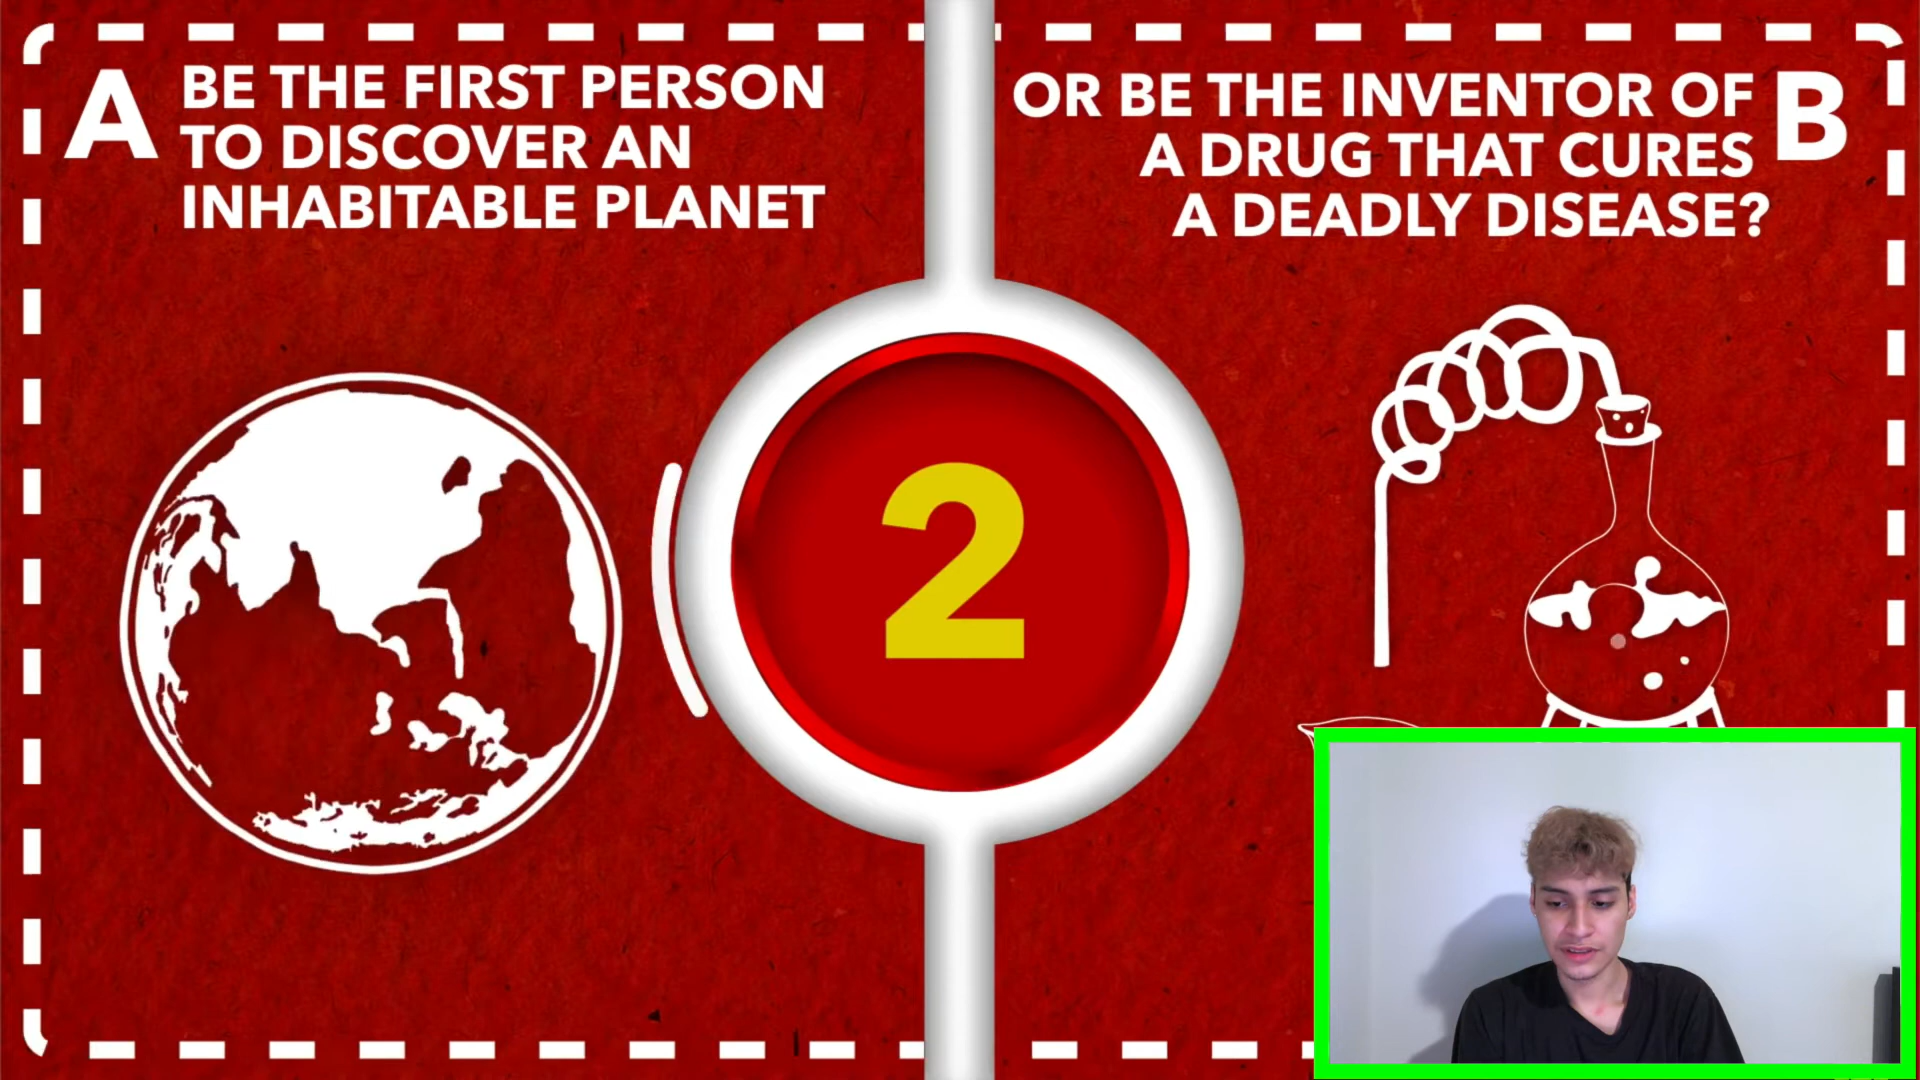 A
BE THE FIRST PERSON
TO DISCOVER AN
INHABITABLE PLANET
OR BE THE INVENTOR OF
A DRUG THAT CURES
A DEADLY DISEASE?
B
2